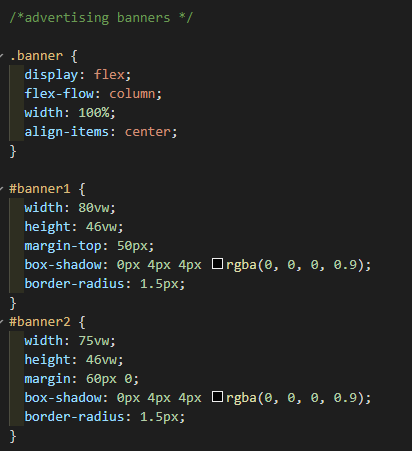 /*advertising banners */
.banner {
display: flex;
flex-flow: column;
width: 100%;
align-items: center;
}
#banner1 {
width: 80vw;
height: 46vw;
margin-top: 50px;
box-shadow: 0px 4px 4px rgba(0, 0, 0, 0.9);
border-radius: 1.5px;
}
#banner2 {
width: 75vw;
height: 46vw;
margin: 60px 0;
box-shadow: 0px 4px 4px rgba(0, 0, 0, 0.9);
border-radius: 1.5px;
}